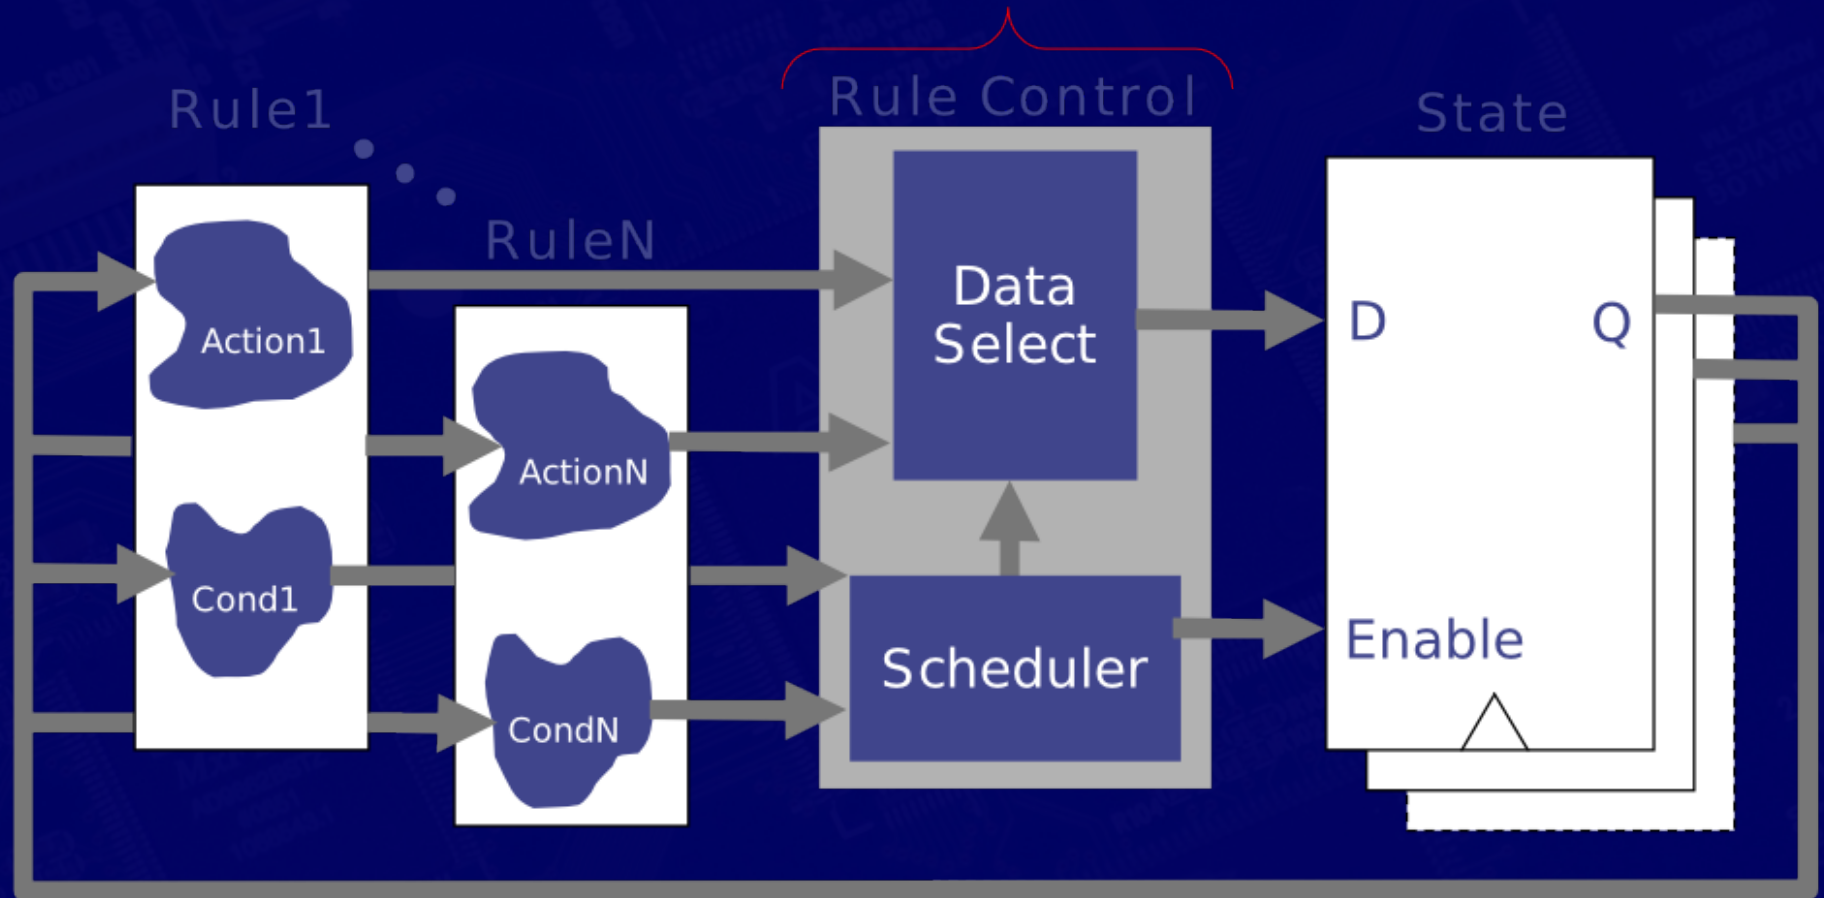 Rule1
RuleN
Rule Control
State
Action1
ActionN
Cond1
CondN
Data
Select
Scheduler
D
Q
Enable